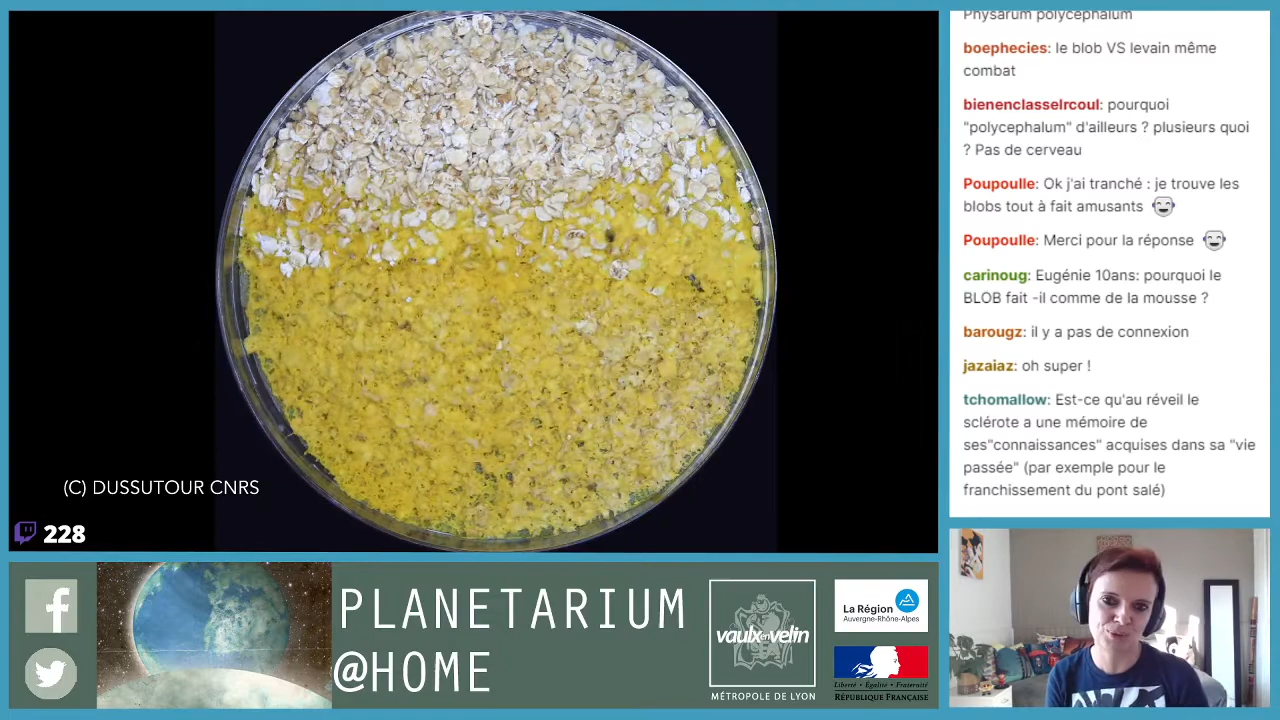 Physarum polycephalum
boephecies: le blob VS levain même
combat
bienenclasselrcoul: pourquoi
"polycephalum" d'ailleurs ? plusieurs quoi
? Pas de cerveau
Poupoulle: Ok j'ai tranché : je trouve les
blobs tout à fait amusants
Poupoulle: Merci pour la réponse
carinoug: Eugénie 10ans: pourquoi le
BLOB fait -il comme de la mousse ?
barougz: il y a pas de connexion
jazaiaz: oh super !
tchomallow: Est-ce qu'au réveil le
sclérote a une mémoire de
ses"connaissances" acquises dans sa "vie
passée" (par exemple pour le
franchissement du pont salé)
(C) DUSSUTOUR CNRS
228
PLANETARIUM
@HOME
vaulx en velin
MÉTROPOLE DE LYON
La Région
Auvergne-Rhône-Alpes
Liberté • Égalité • Fraternité
RÉPUBLIQUE FRANÇAISE